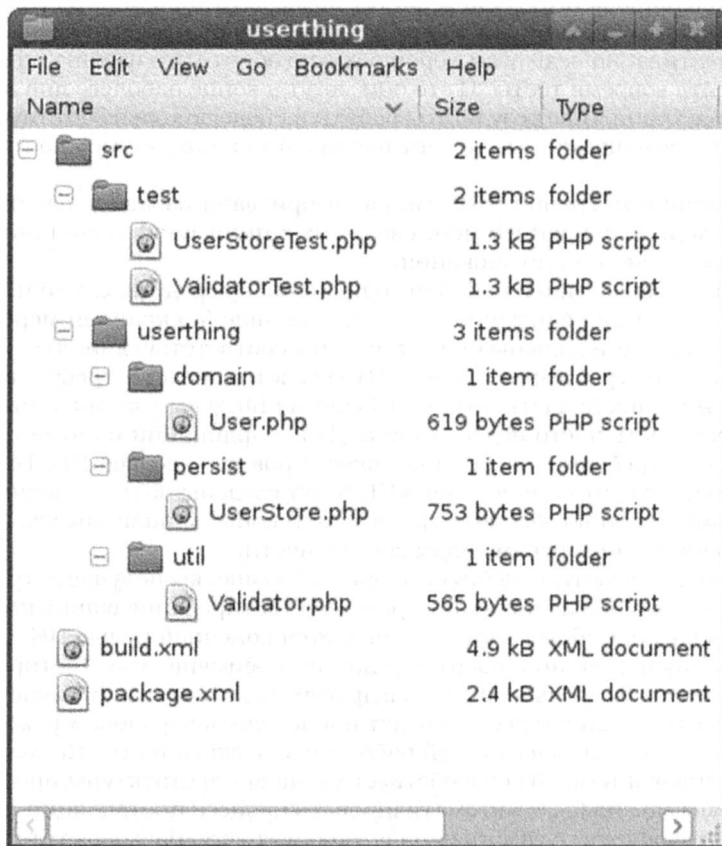 userthing
File Edit View Go Bookmarks Help
Name Size Type
src 2 items folder
test 2 items folder
UserStoreTest.php 1.3 kB PHP script
ValidatorTest.php 1.3 kB PHP script
userthing 3 items folder
domain 1 item folder
User.php 619 bytes PHP script
persist 1 item folder
UserStore.php 753 bytes PHP script
util 1 item folder
Validator.php 565 bytes PHP script
build.xml 4.9 kB XML document
package.xml 2.4 kB XML document